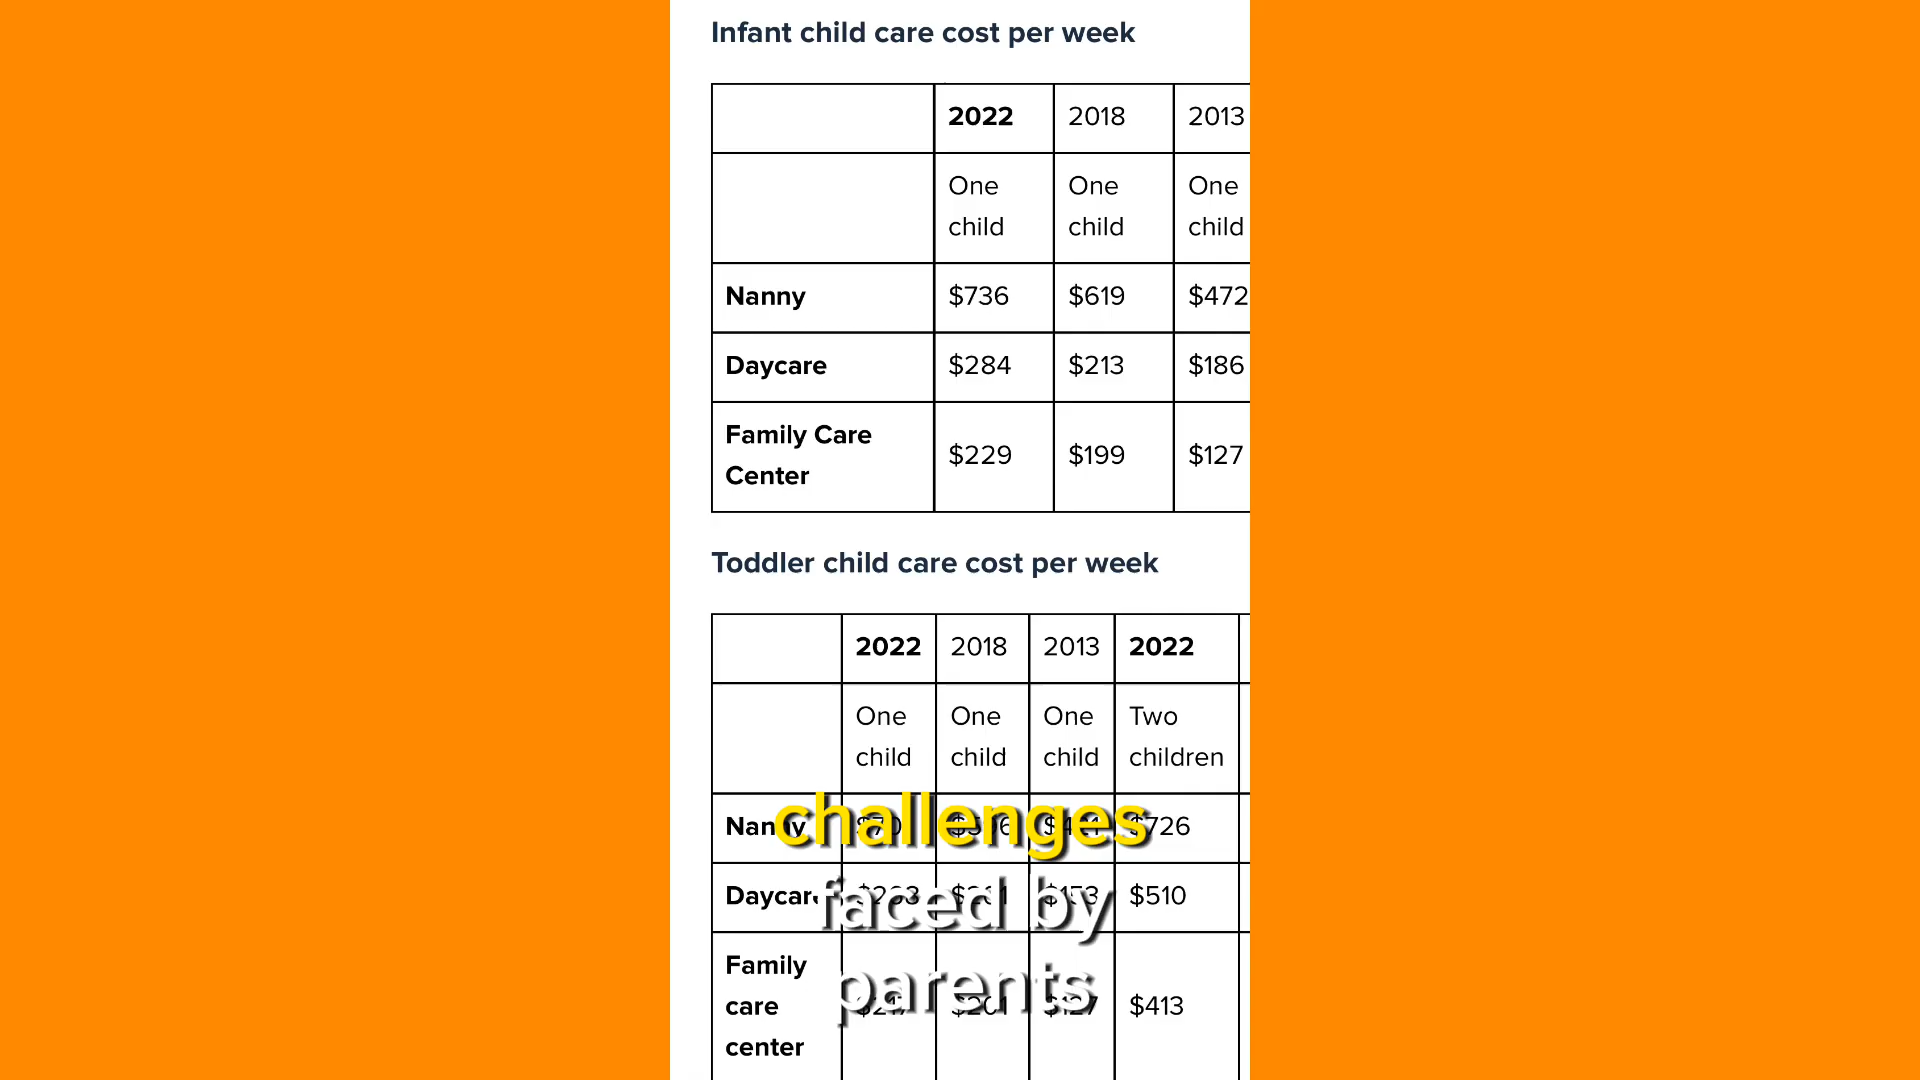 Infant child care cost per week
2022 2018 2013
One child One child One child
Nanny $736 $619 $472
Daycare $284 $213 $186
Family Care Center $229 $199 $127
Toddler child care cost per week
2022 2018 2013 2022
One child One child One child Two children
Nanny $726
Daycare $510
Family care center $413
challenges
faced by
parents